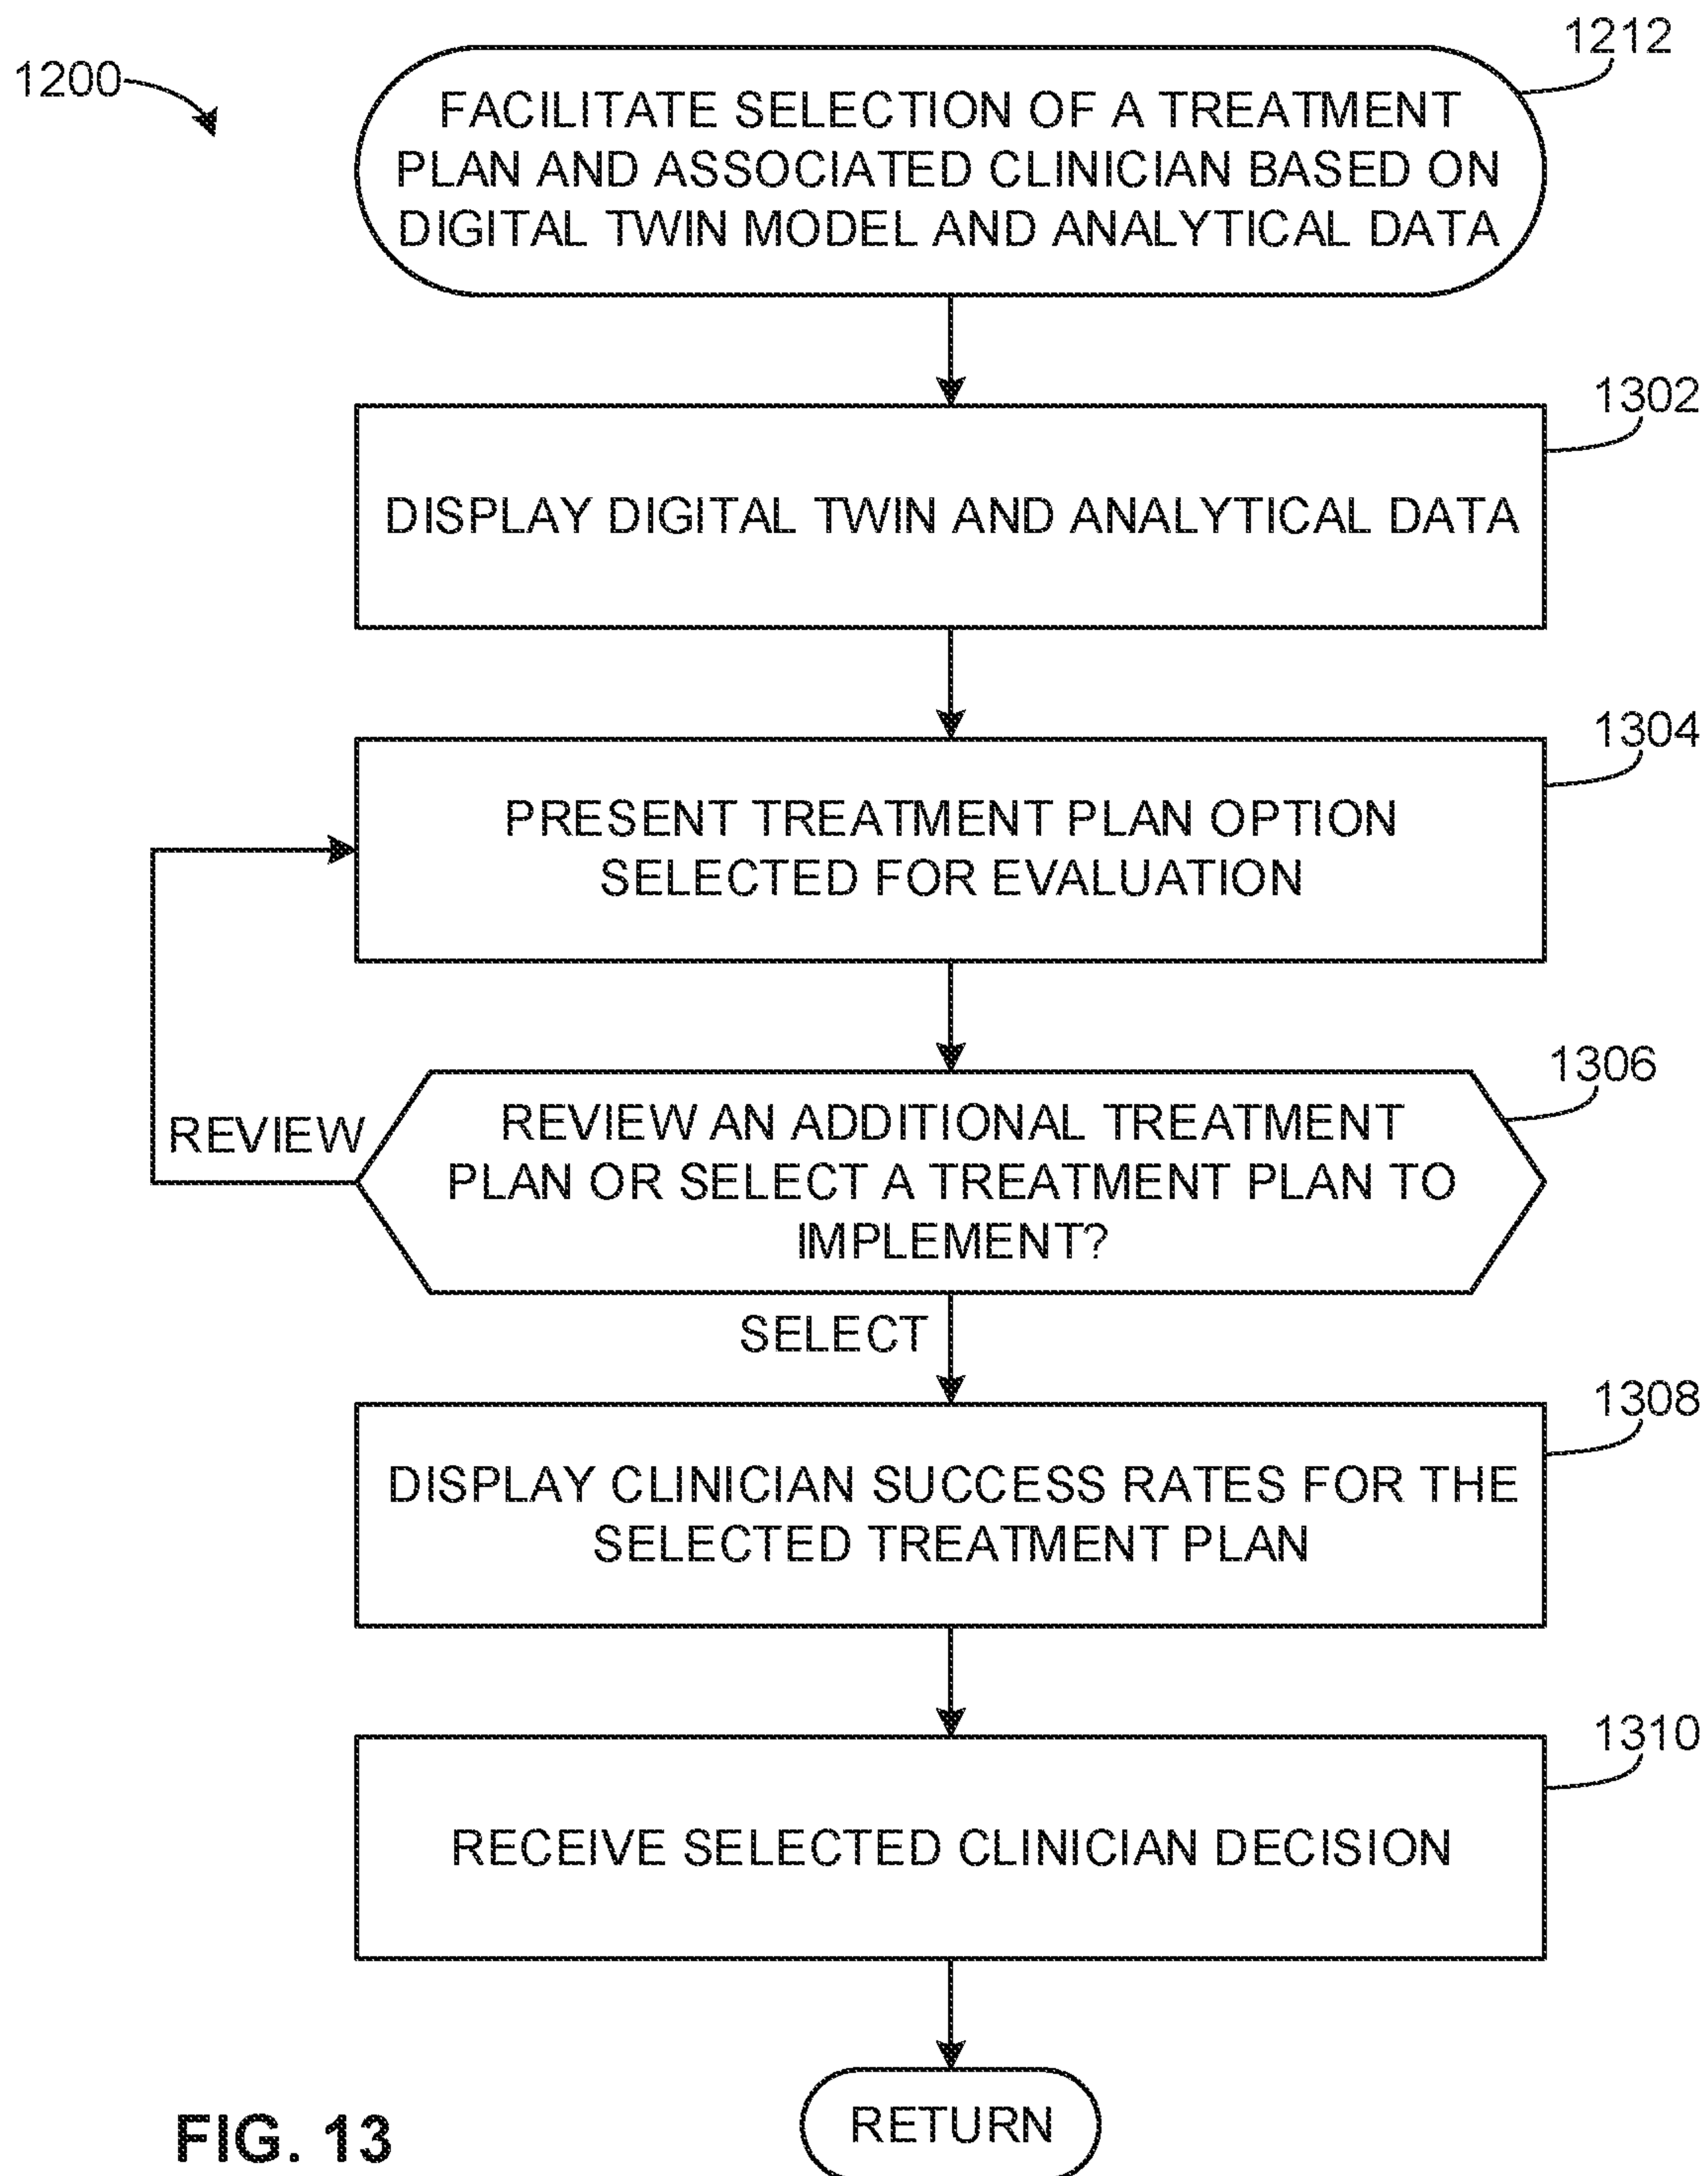 1200
1212
FACILITATE SELECTION OF A TREATMENT
PLAN AND ASSOCIATED CLINICIAN BASED ON
DIGITAL TWIN MODEL AND ANALYTICAL DATA
1302
DISPLAY DIGITAL TWIN AND ANALYTICAL DATA
1304
PRESENT TREATMENT PLAN OPTION
SELECTED FOR EVALUATION
1306
REVIEW
REVIEW AN ADDITIONAL TREATMENT
PLAN OR SELECT A TREATMENT PLAN TO
IMPLEMENT?
SELECT
1308
DISPLAY CLINICIAN SUCCESS RATES FOR THE
SELECTED TREATMENT PLAN
1310
RECEIVE SELECTED CLINICIAN DECISION
RETURN
FIG. 13